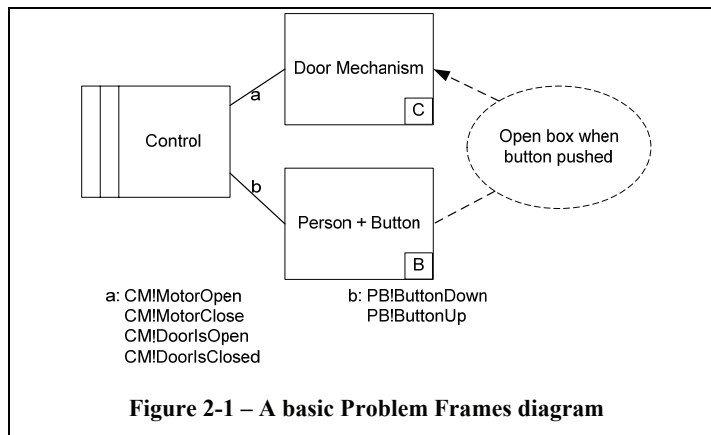 Door Mechanism
C
Control
a
Open box when
button pushed
b
Person + Button
B
a: CM!MotorOpen
CM!MotorClose
CM!DoorIsOpen
CM!DoorIsClosed
b: PB!ButtonDown
PB!ButtonUp
Figure 2-1 – A basic Problem Frames diagram